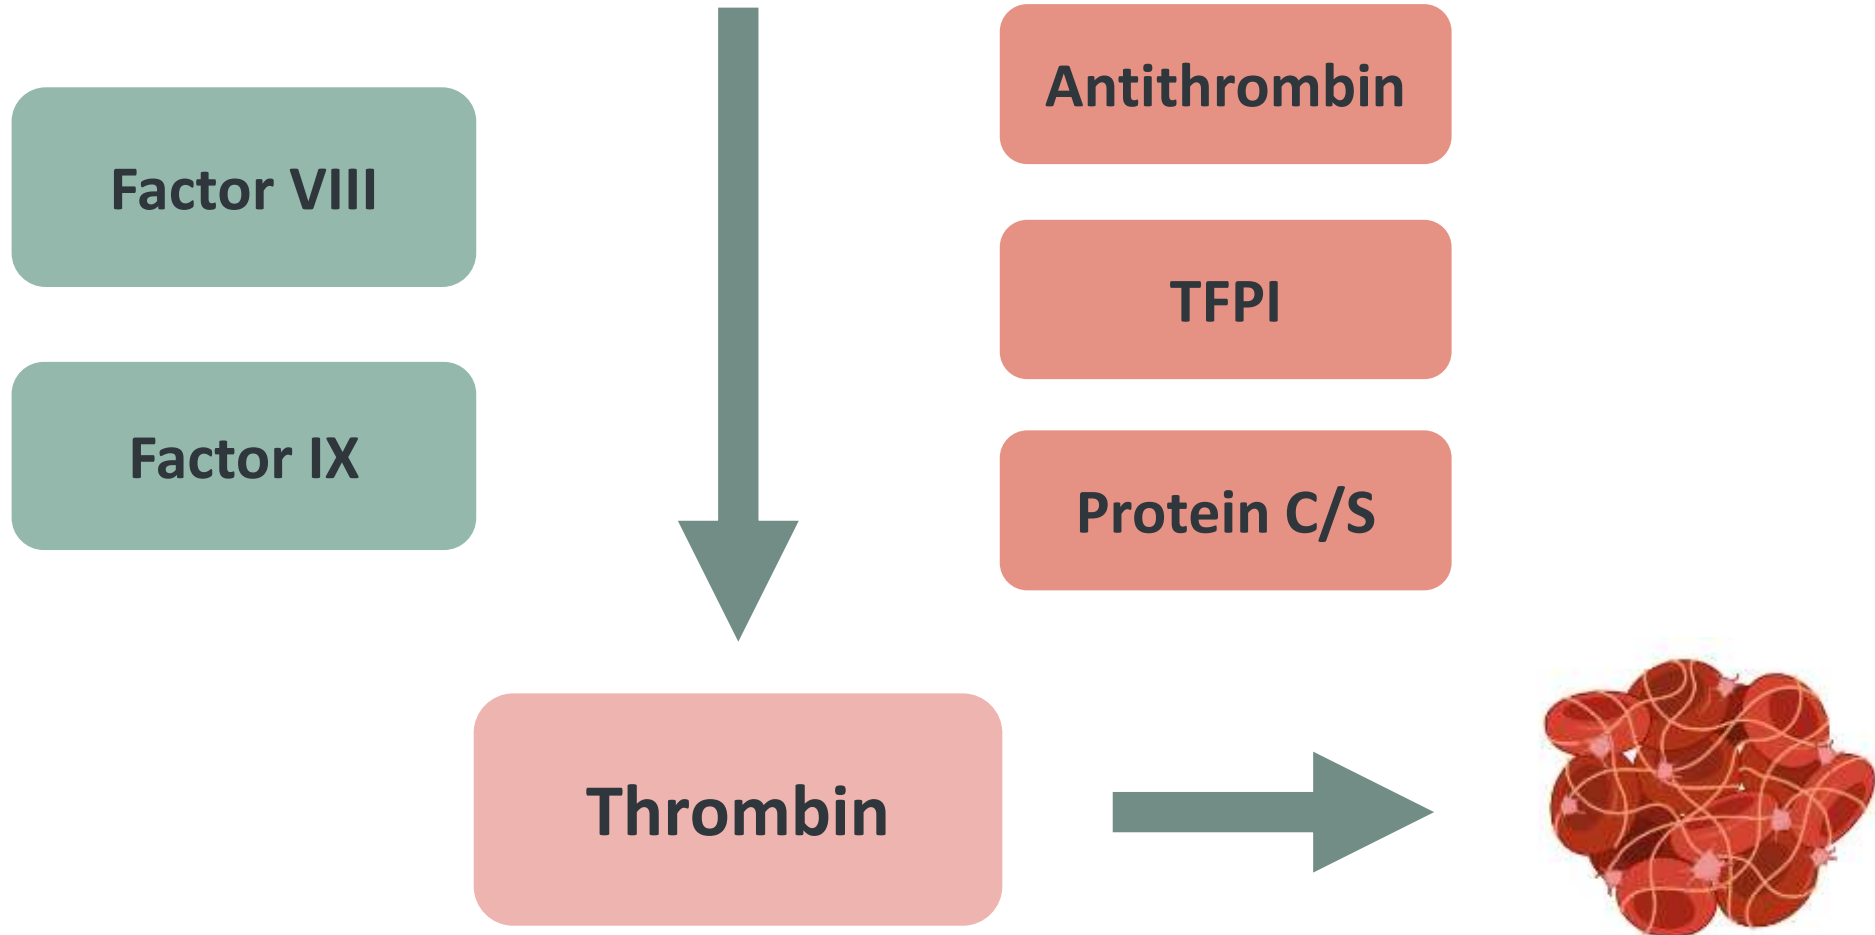 Factor VIII
Factor IX
Antithrombin
TFPI
Protein C/S
Thrombin